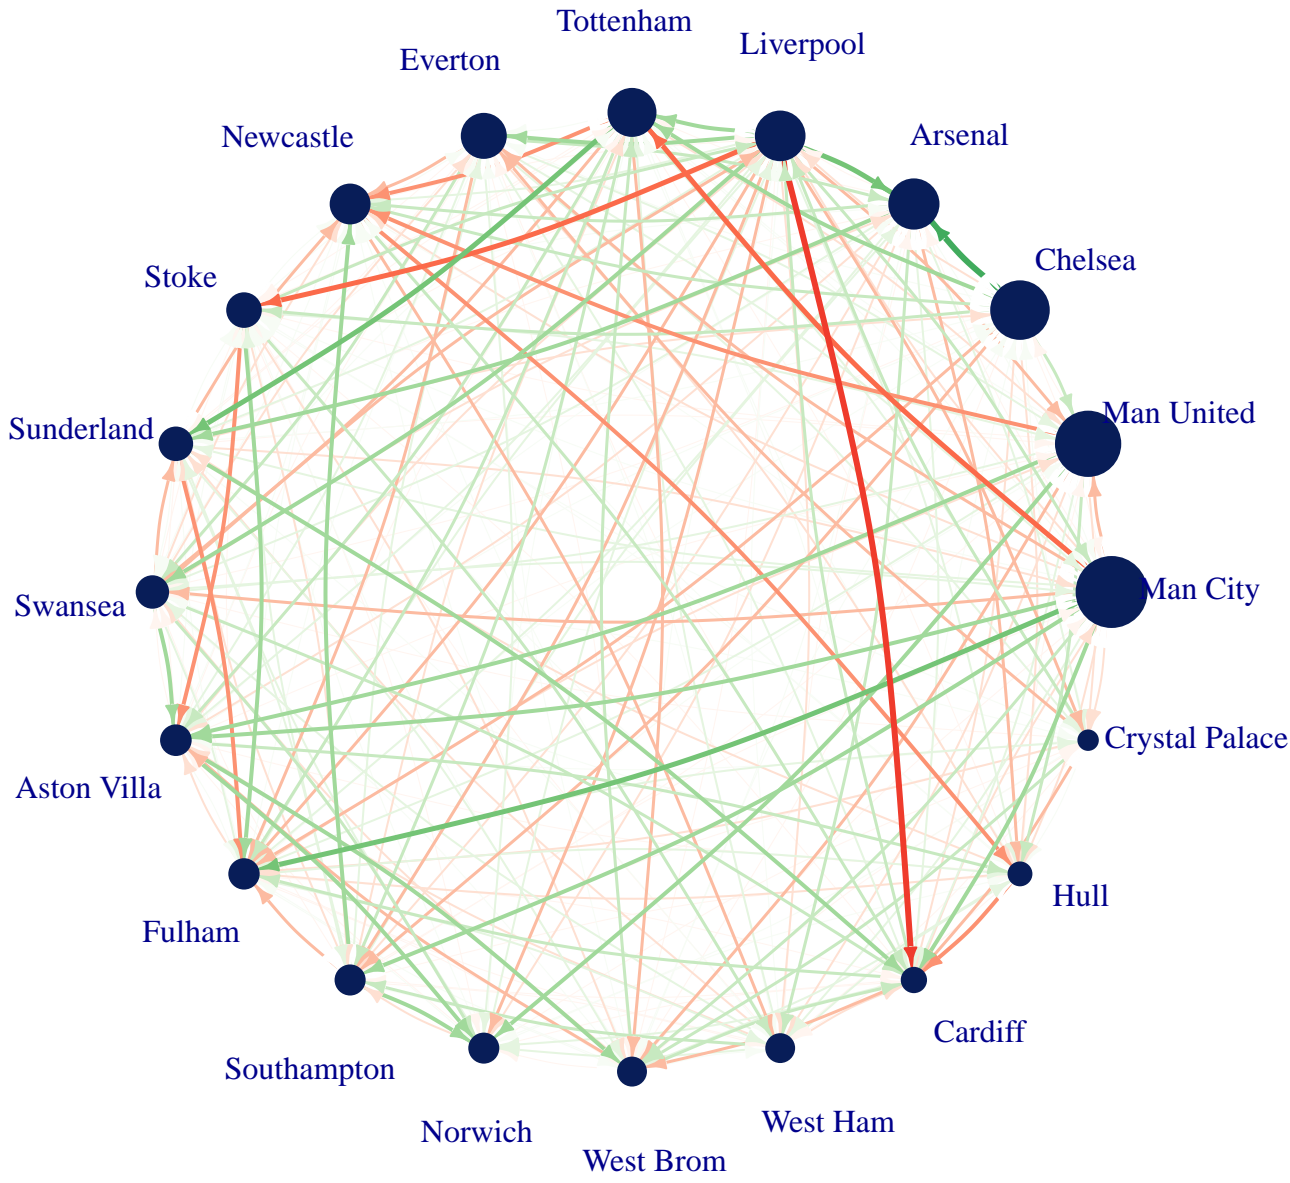 Tottenham
Liverpool
Everton
Newcastle
Arsenal
Chelsea
Stoke
Man United
Sunderland
Man City
Swansea
Crystal Palace
Aston Villa
Hull
Fulham
Cardiff
Southampton
West Ham
Norwich
West Brom